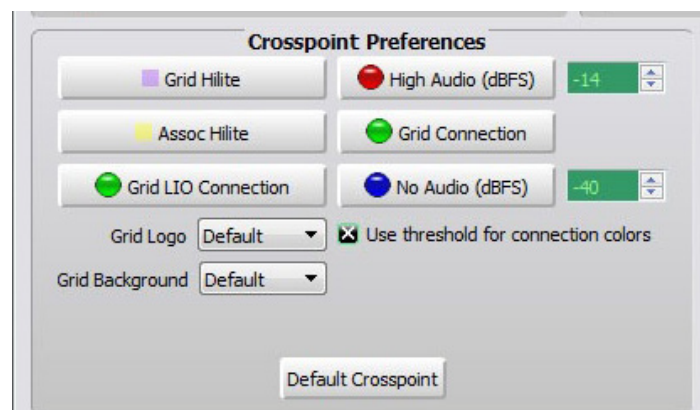 Crosspoint Preferences
Grid Hilite High Audio (dBFS) -14
Assoc Hilite Grid Connection
Grid LIO Connection No Audio (dBFS) -40
Grid Logo Default Use threshold for connection colors
Grid Background Default
Default Crosspoint